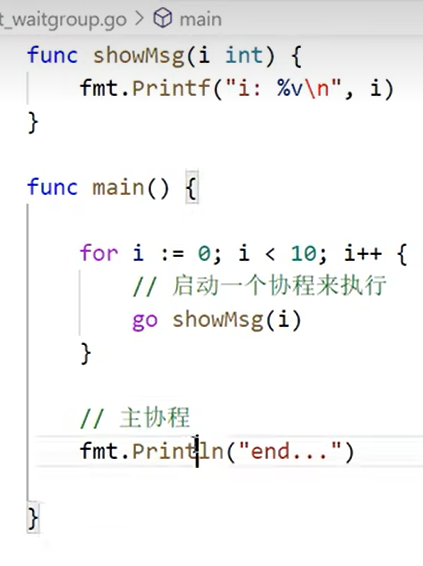 t_waitgroup.go > main
func showMsg(i int) {
fmt.Printf("i: %v\n", i)
}
func main() {
for i := 0; i < 10; i++ {
// 启动一个协程来执行
go showMsg(i)
}
// 主协程
fmt.Println("end...")
}